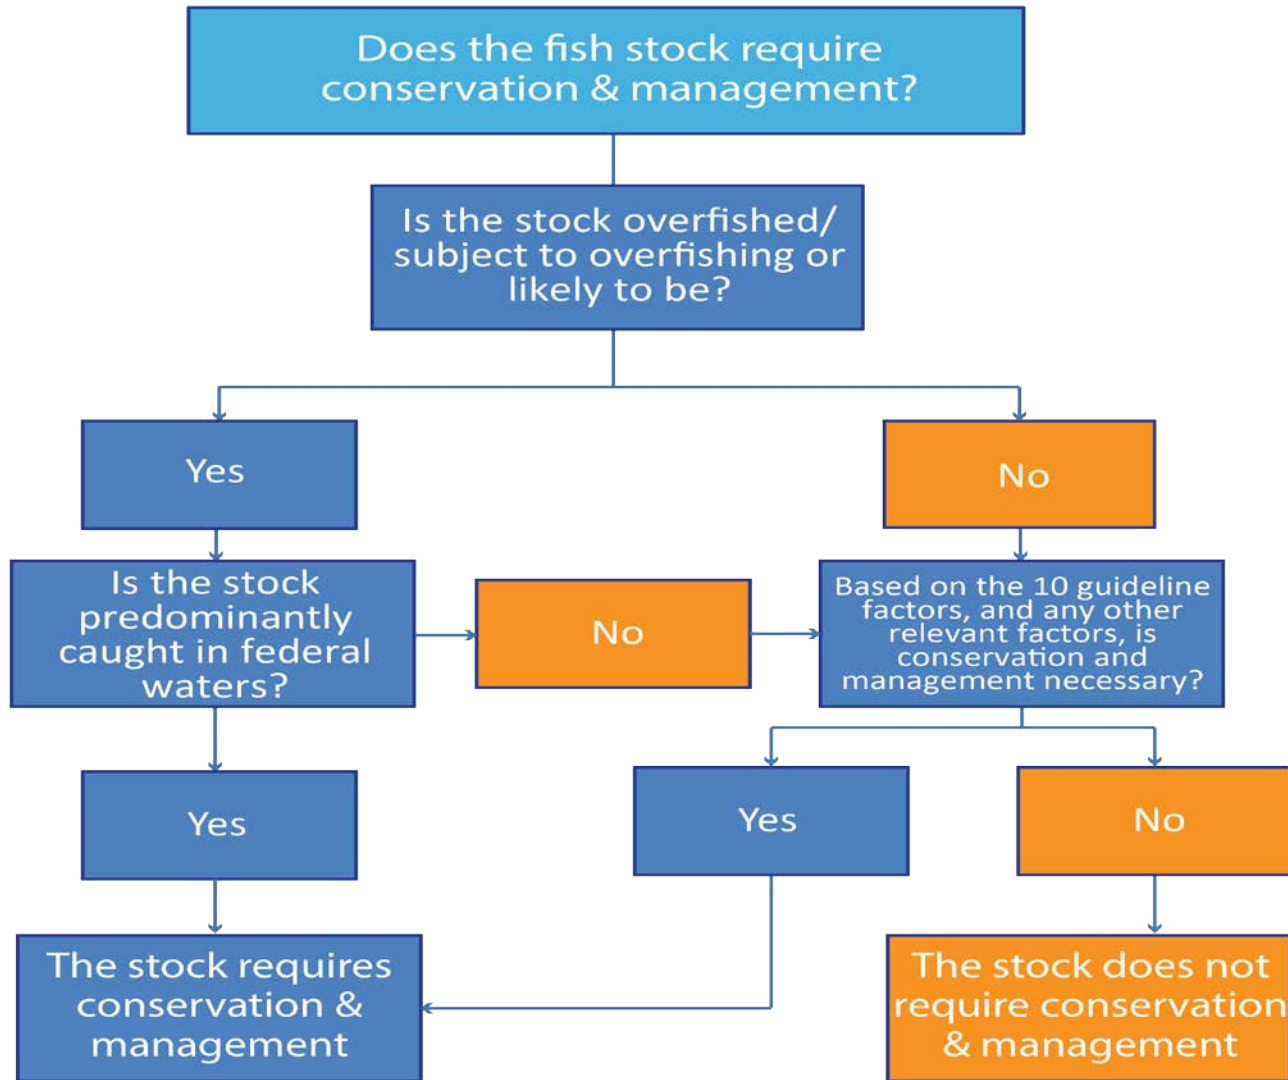 Does the fish stock require
conservation & management?
Is the stock overfished/
subject to overfishing or
likely to be?
Yes
No
Is the stock
predominantly
caught in federal
waters?
No
Based on the 10 guideline
factors, and any other
relevant factors, is
conservation and
management necessary?
Yes
Yes
No
The stock requires
conservation &
management
The stock does not
require conservation
& management